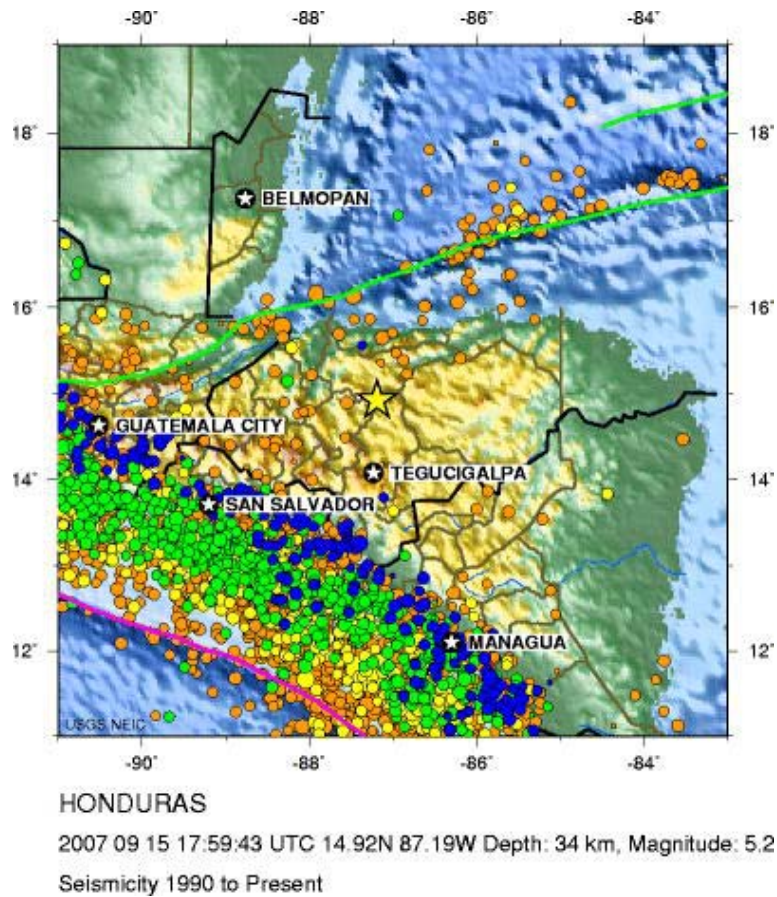 -90° -88° -86° -84°
18° 18°
BELMOPAN
16° 16°
GUATEMALA CITY
14° TEGUCIGALPA 14°
SAN SALVADOR
12° MANAGUA 12°
USGS NEIC
-90° -88° -86° -84°
HONDURAS
2007 09 15 17:59:43 UTC 14.92N 87.19W Depth: 34 km, Magnitude: 5.2
Seismicity 1990 to Present